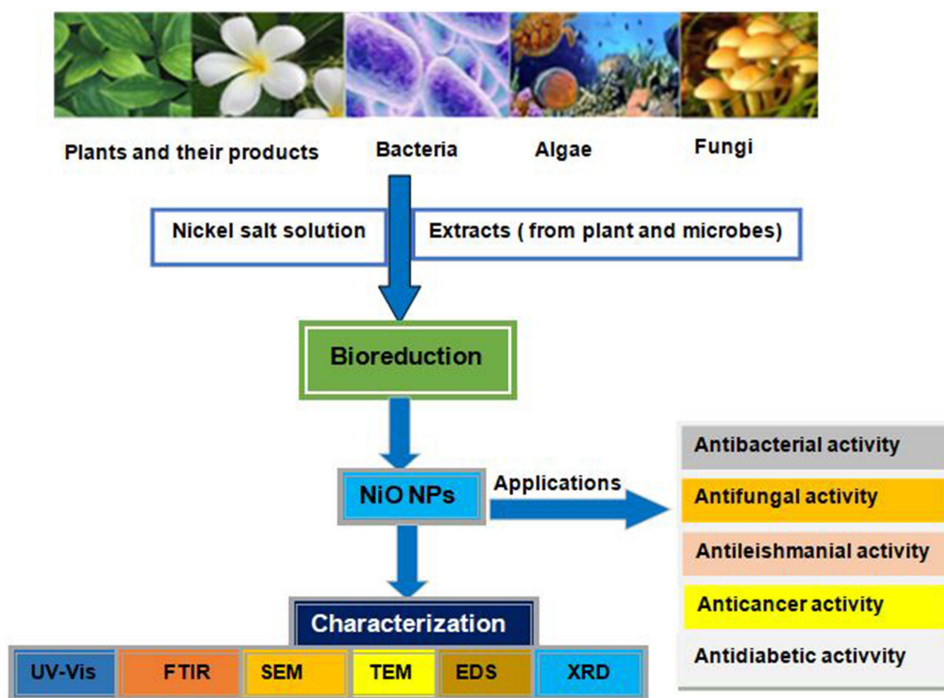 Plants and their products
Bacteria
Algae
Fungi
Nickel salt solution
Extracts ( from plant and microbes)
Bioreduction
NiO NPs
Applications
Antibacterial activity
Antifungal activity
Antileishmanial activity
Anticancer activity
Antidiabetic activvity
Characterization
UV-Vis
FTIR
SEM
TEM
EDS
XRD